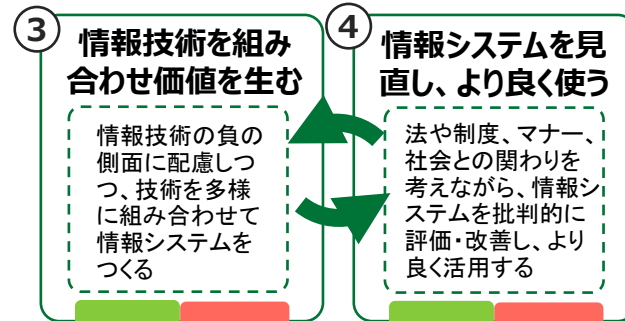 ③
情報技術を組み
合わせ価値を生む
情報技術の負の
側面に配慮しつ
つ、技術を多様
に組み合わせて
情報システムを
つくる
④
情報システムを見
直し、より良く使う
法や制度、マナー、
社会との関わりを
考えながら、情報シ
ステムを批判的に
評価・改善し、より
良く活用する